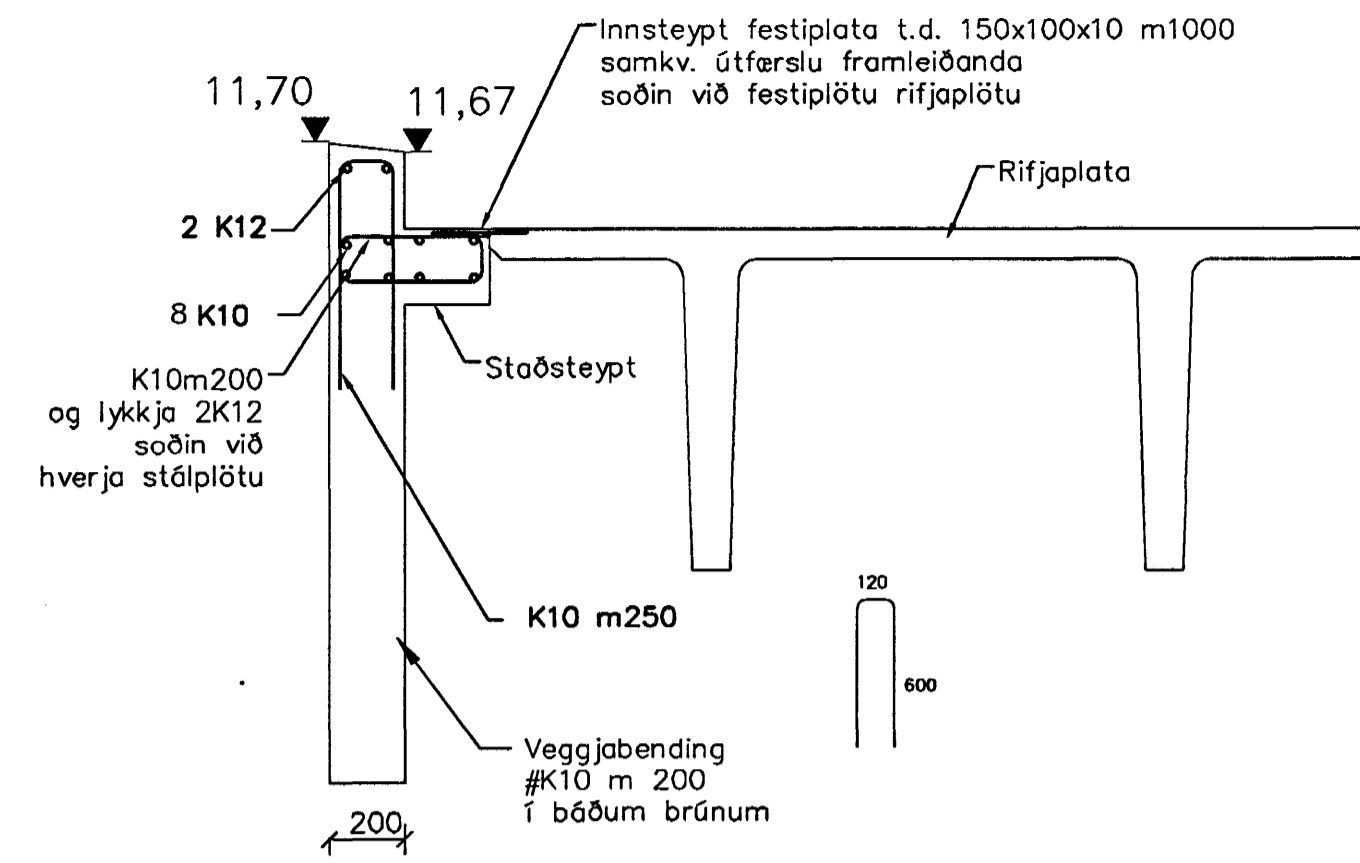 Innsteypt festiplata t.d. 150x100x10 m1000
samkv. útfærslu framleiðanda
soðin við festiplötu rifjaplötu
11,70
11,67
Rifjaplata
2 K12
8 K10
Staðsteypt
K10m200
og lykkja 2K12
soðin við
hverja stálplötu
120
K10 m250
600
Veggjabending
#K10 m 200
í báðum brúnum
200